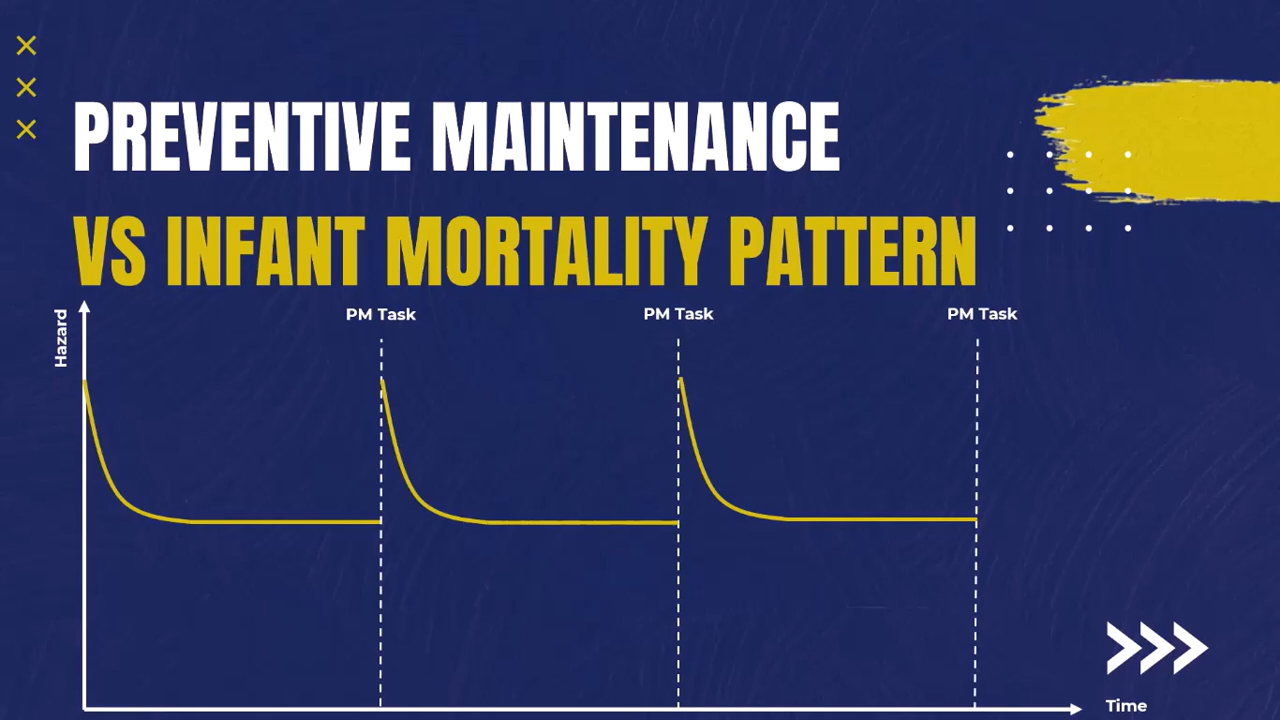 PREVENTIVE MAINTENANCE
VS INFANT MORTALITY PATTERN
Hazard
PM Task
PM Task
PM Task
Time